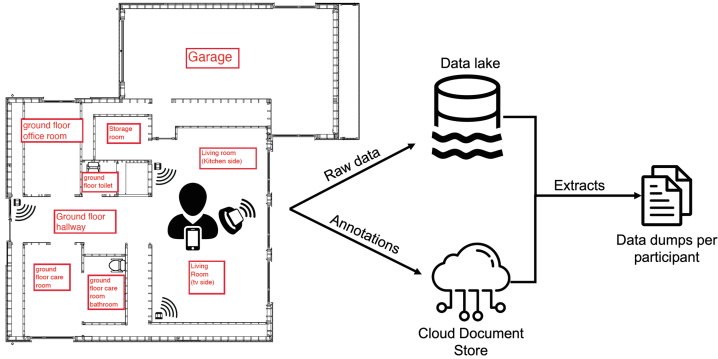 Garage
ground floor
office room
Storage
room
Living room
(Kitchen side)
ground
floor toilet
Ground floor
hallway
ground
floor care
room
ground
floor care
room
bathroom
Living
Room
(tv side)
Raw data
Annotations
Data lake
Cloud Document
Store
Extracts
Data dumps per
participant